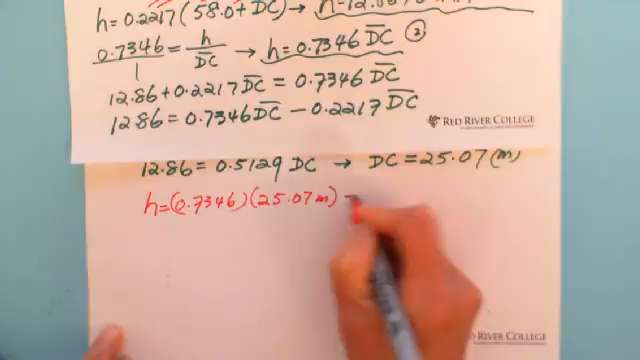 h = 0.2217(58.0 + DC) → h = 12.86
0.7346/1 = h/DC → h = 0.7346 DC ②
12.86 + 0.2217 DC = 0.7346 DC
12.86 = 0.7346 DC − 0.2217 DC
RED RIVER COLLEGE
12.86 = 0.5129 DC → DC = 25.07 (m)
h = (0.7346)(25.07 m)
RIVER COLLEGE